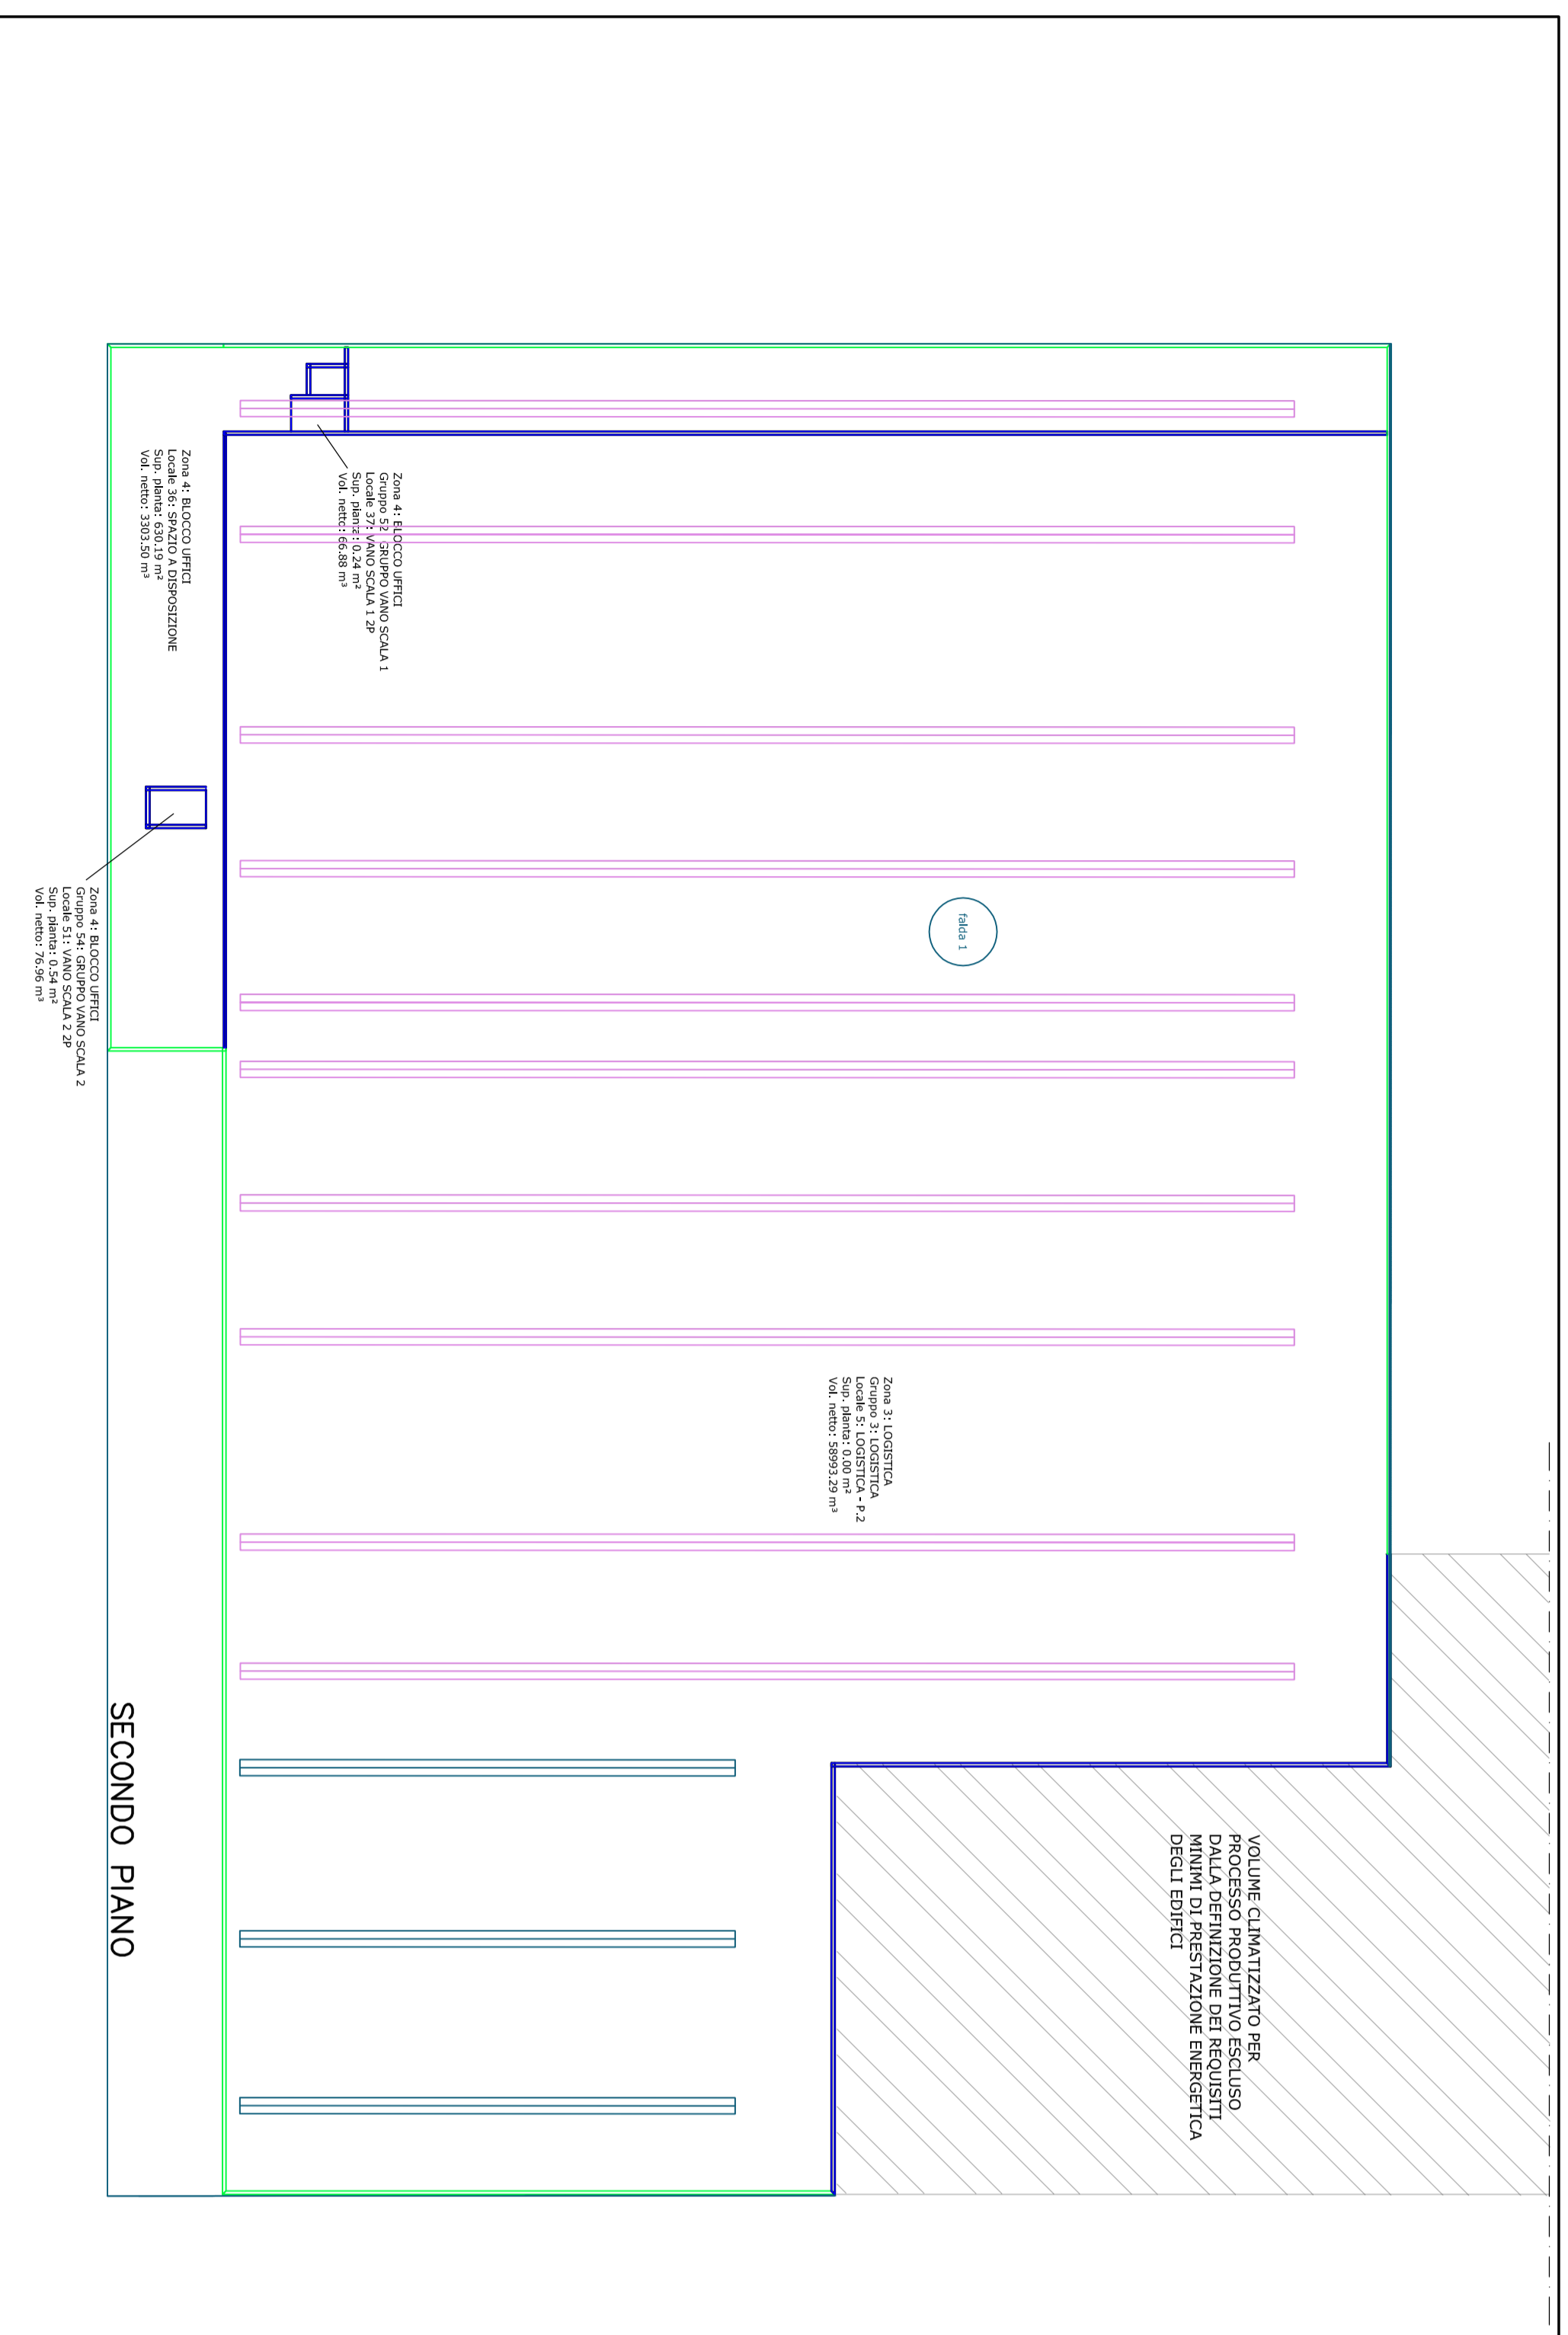 Zona 4: BLOCCO UFFICI
Locale 36: SPAZIO A DISPOSIZIONE
Sup. pianta: 630.19 m²
Vol. netto: 3303.50 m³
Zona 4: BLOCCO UFFICI
Gruppo 52: GRUPPO VANO SCALA 1
Locale 37: VANO SCALA 1 2P
Sup. pianta: 0.24 m²
Vol. netto: 66.88 m³
Zona 4: BLOCCO UFFICI
Gruppo 54: GRUPPO VANO SCALA 2
Locale 51: VANO SCALA 2 2P
Sup. pianta: 0.54 m²
Vol. netto: 76.96 m³
falda 1
Zona 3: LOGISTICA
Gruppo 3: LOGISTICA
Locale 5: LOGISTICA - P.2
Sup. pianta: 0.00 m²
Vol. netto: 58993.29 m³
VOLUME CLIMATIZZATO PER
PROCESSO PRODUTTIVO ESCLUSO
DALLA DEFINIZIONE DEI REQUISITI
MINIMI DI PRESTAZIONE ENERGETICA
DEGLI EDIFICI
SECONDO PIANO